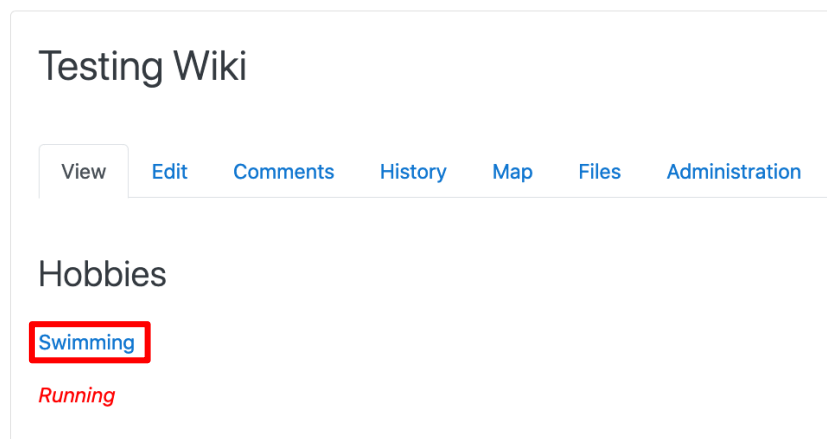 Testing Wiki
View Edit Comments History Map Files Administration
Hobbies
Swimming
Running